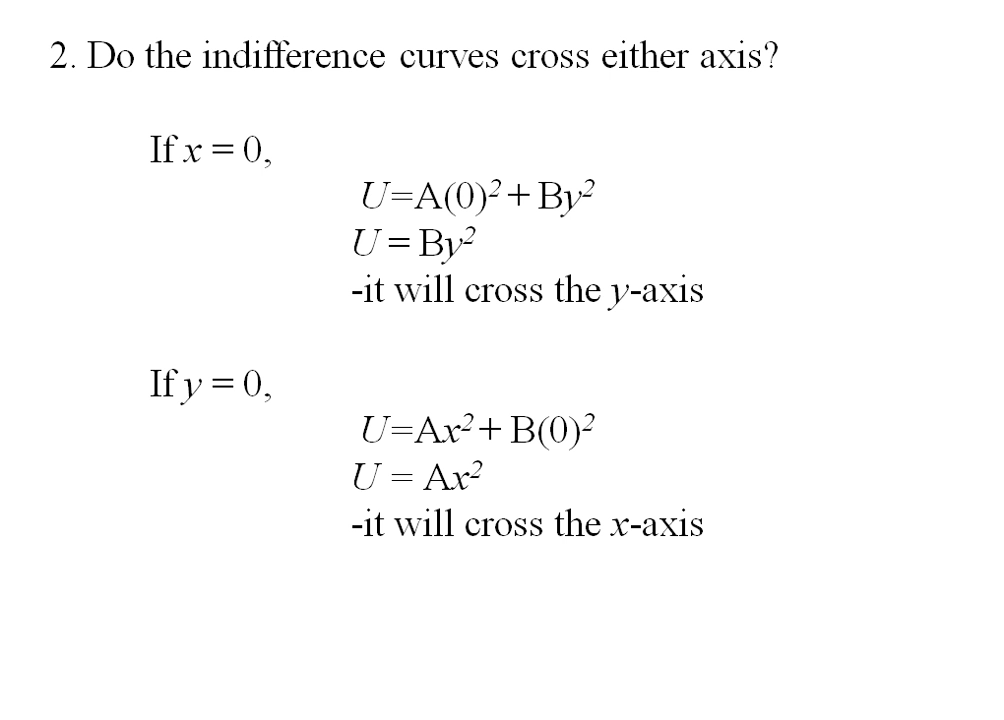 2. Do the indifference curves cross either axis?
If x = 0,
U=A(0)²+ By²
U = By²
-it will cross the y-axis
If y = 0,
U=Ax²+ B(0)²
U = Ax²
-it will cross the x-axis